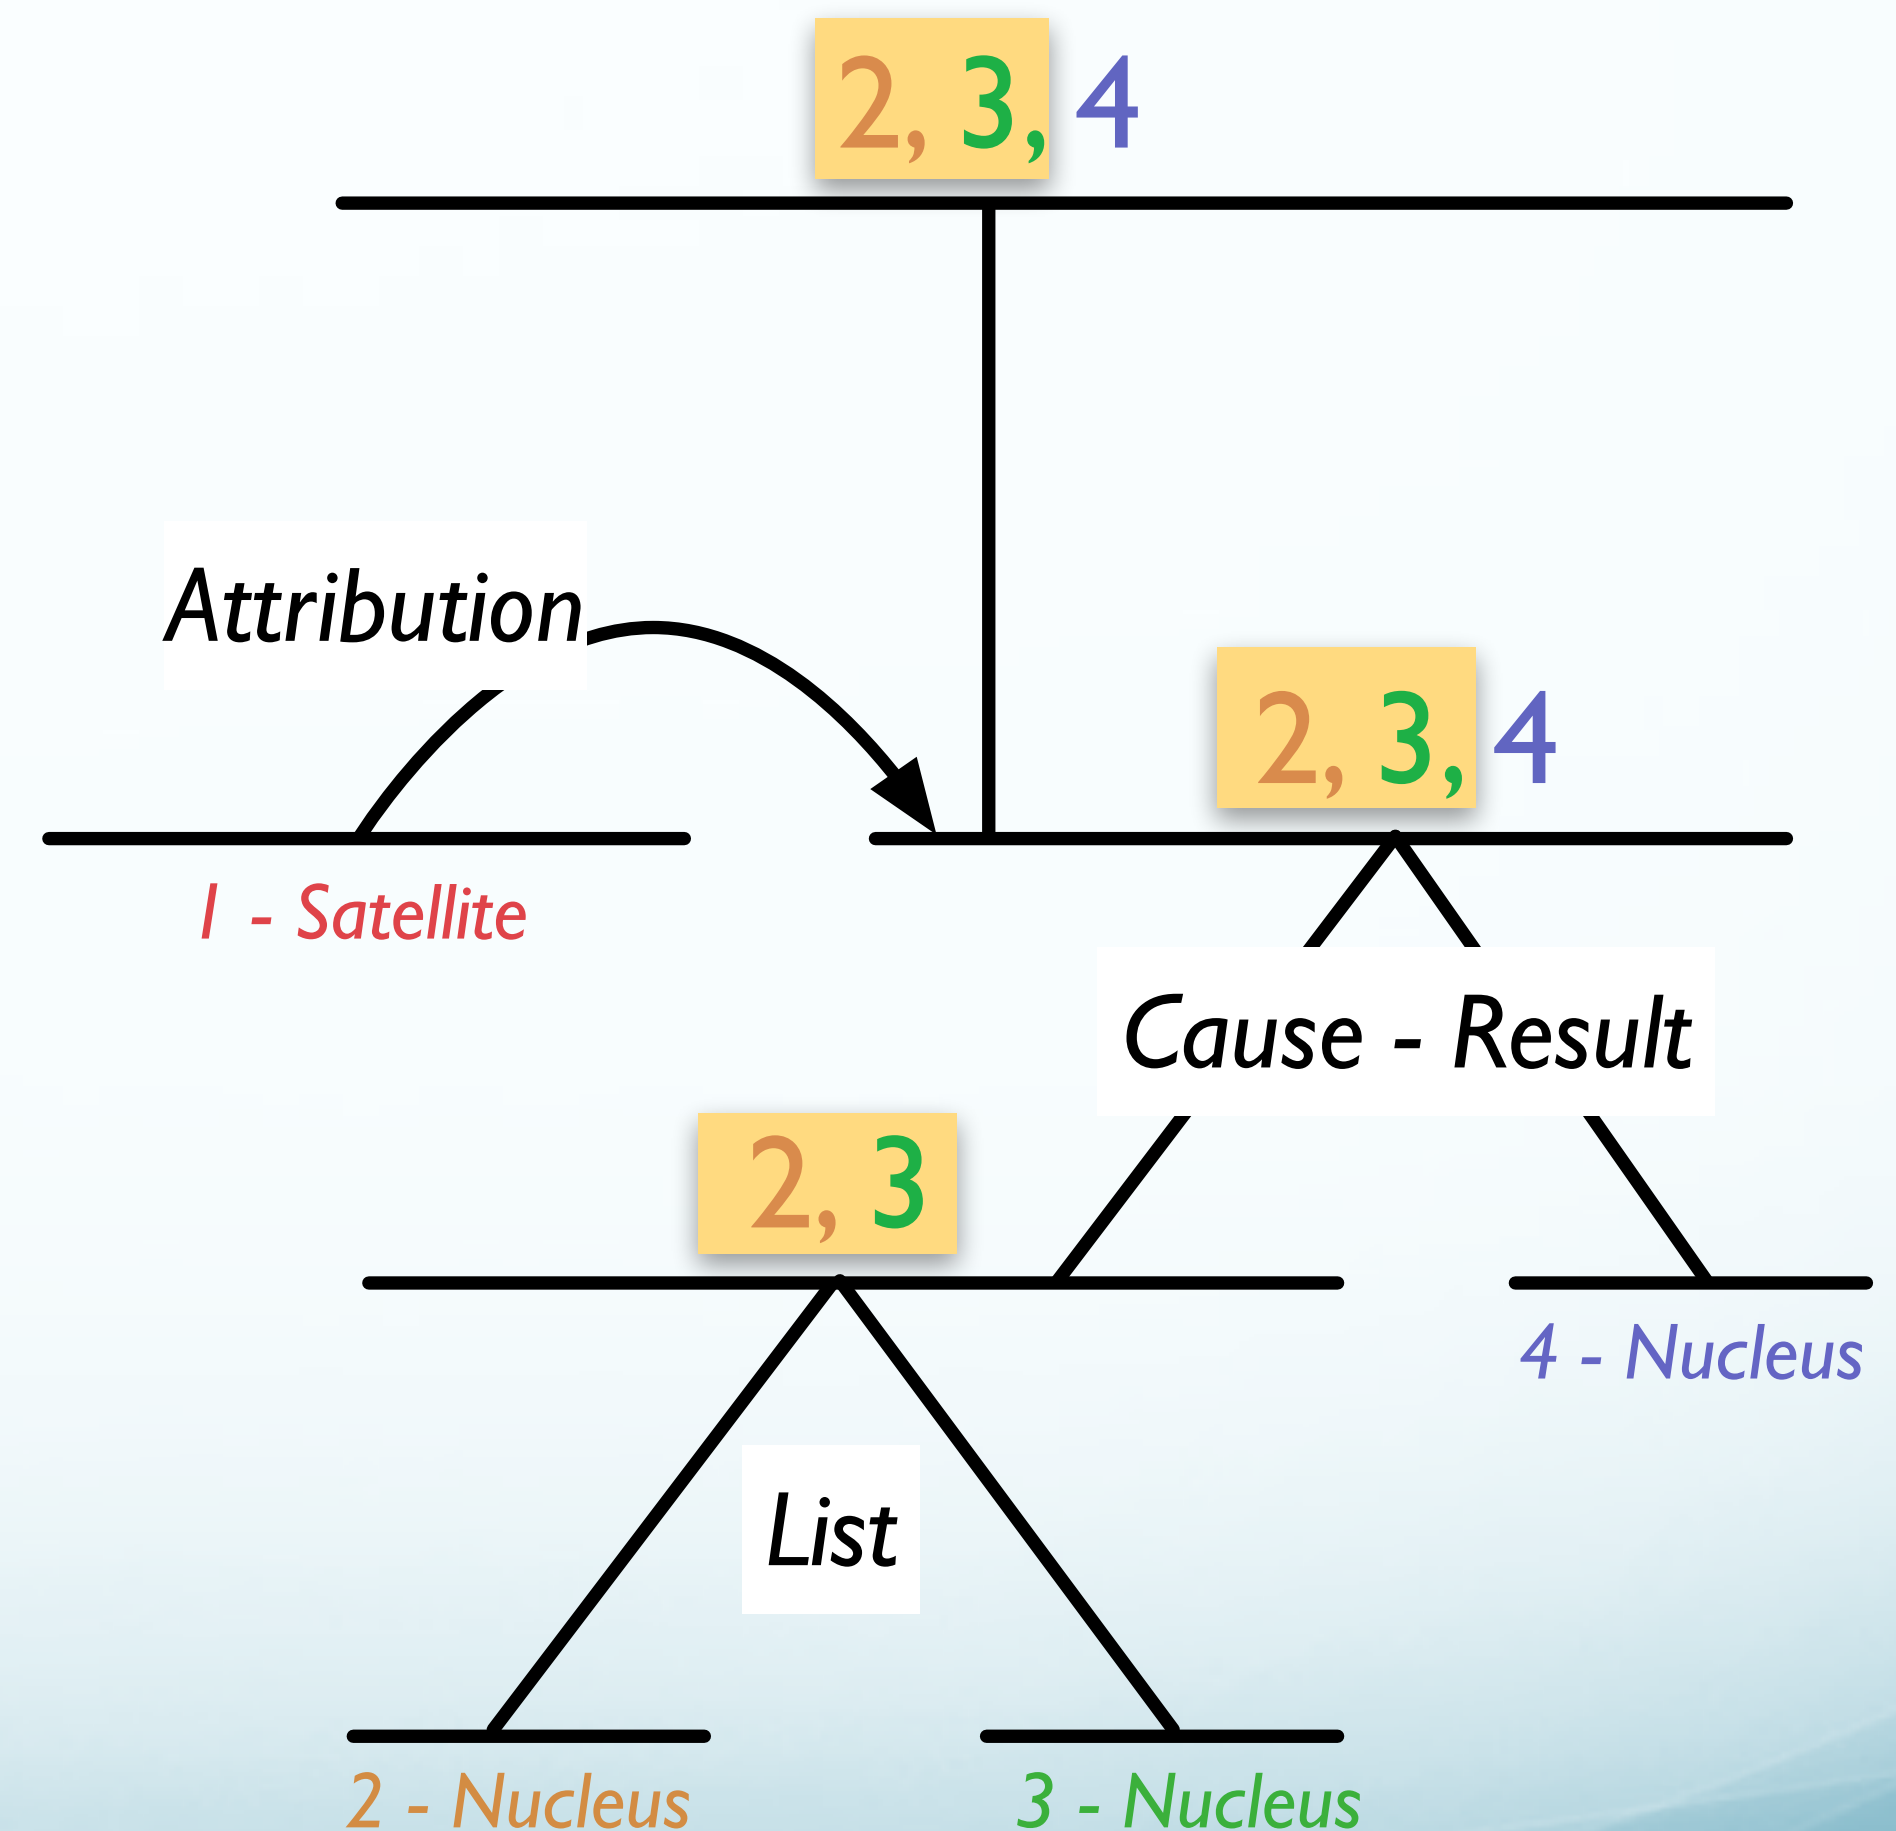 2, 3, 4
Attribution
2, 3, 4
1 - Satellite
Cause - Result
2, 3
4 - Nucleus
List
2 - Nucleus
3 - Nucleus